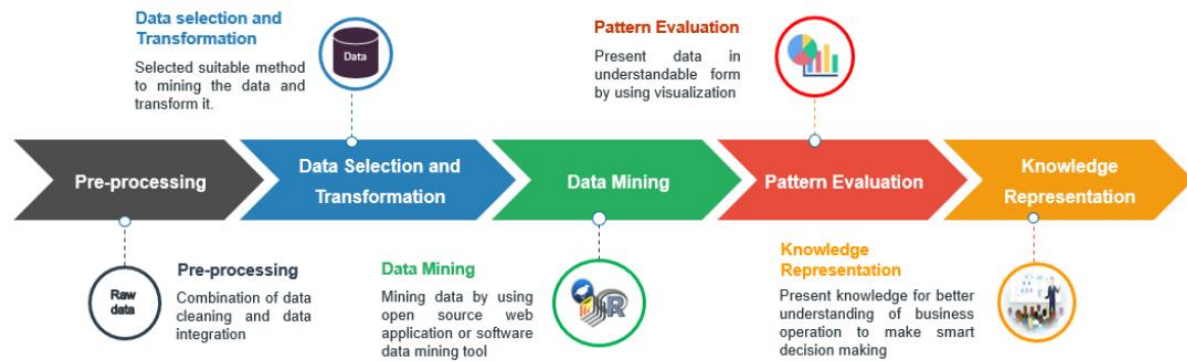 Data selection and
Transformation
Selected suitable method
to mining the data and
transform it.
Data
Pattern Evaluation
Present data in
understandable form
by using visualization
Pre-processing
Data Selection and
Transformation
Data Mining
Pattern Evaluation
Knowledge
Representation
Raw
data
Pre-processing
Combination of data
cleaning and data
integration
Data Mining
Mining data by using
open source web
application or software
data mining tool
R
Knowledge
Representation
Present knowledge for better
understanding of business
operation to make smart
decision making